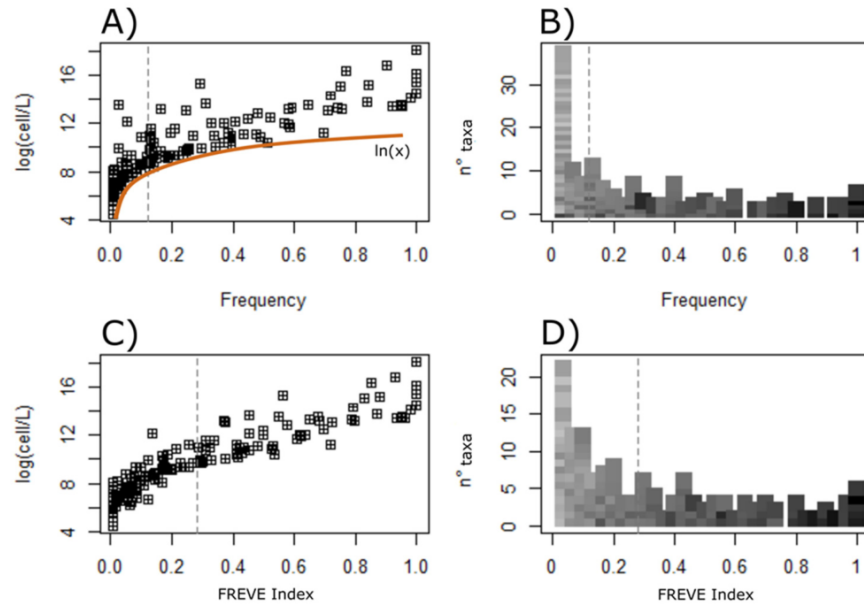 A)
log(cell/L)
16
12
8
4
ln(x)
0.0 0.2 0.4 0.6 0.8 1.0
Frequency
B)
n° taxa
30
20
10
0
0 0.2 0.4 0.6 0.8 1
Frequency
C)
log(cell/L)
16
12
8
4
0.0 0.2 0.4 0.6 0.8 1.0
FREVE Index
D)
n° taxa
20
15
10
5
0
0 0.2 0.4 0.6 0.8 1
FREVE Index